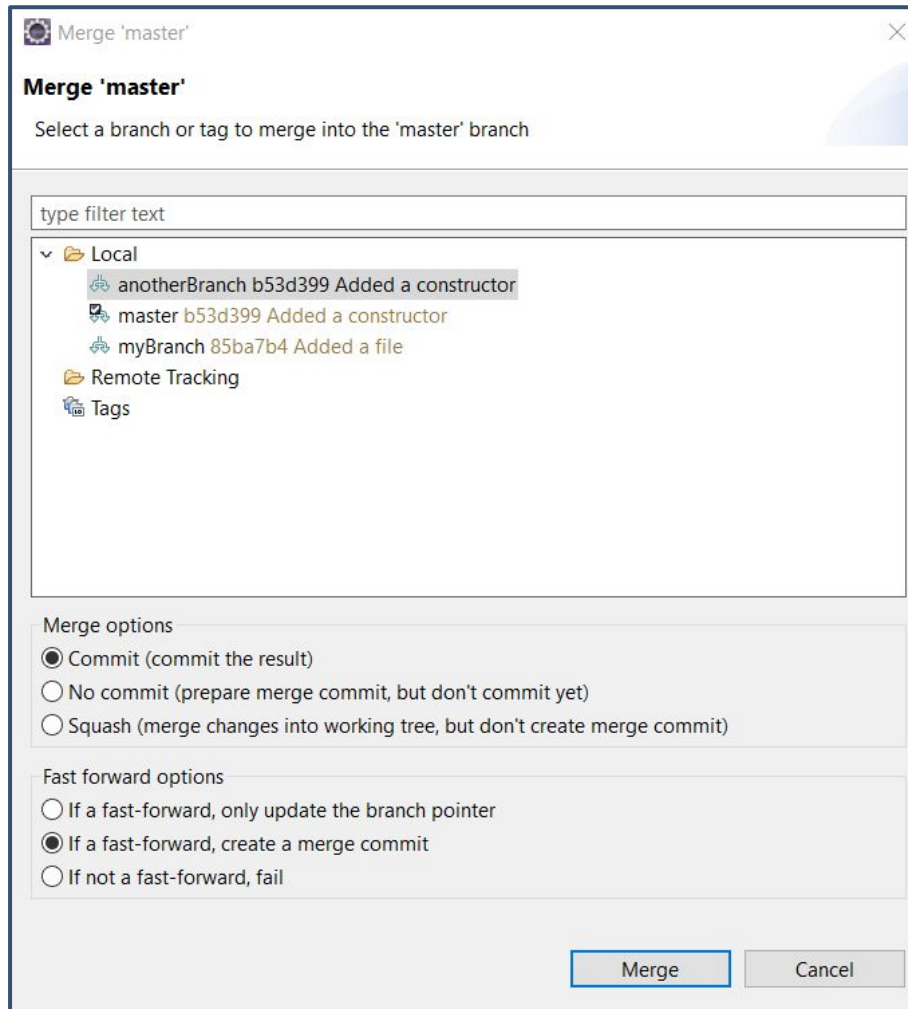 Merge 'master'
Merge 'master'
Select a branch or tag to merge into the 'master' branch
type filter text
Local
anotherBranch b53d399 Added a constructor
master b53d399 Added a constructor
myBranch 85ba7b4 Added a file
Remote Tracking
Tags
Merge options
Commit (commit the result)
No commit (prepare merge commit, but don't commit yet)
Squash (merge changes into working tree, but don't create merge commit)
Fast forward options
If a fast-forward, only update the branch pointer
If a fast-forward, create a merge commit
If not a fast-forward, fail
Merge Cancel